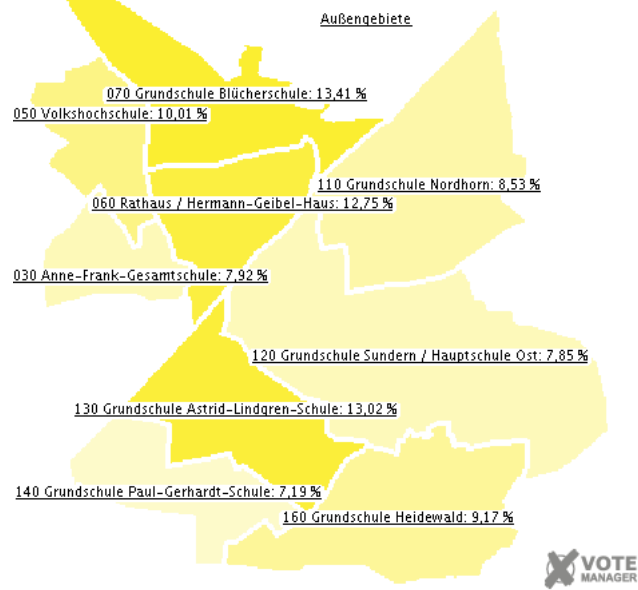 Außengebiete
070 Grundschule Blücherschule: 13,41 %
050 Volkshochschule: 10,01 %
110 Grundschule Nordhorn: 8,53 %
060 Rathaus / Hermann-Geibel-Haus: 12,75 %
030 Anne-Frank-Gesamtschule: 7,92 %
120 Grundschule Sundern / Hauptschule Ost: 7,85 %
130 Grundschule Astrid-Lindgren-Schule: 13,02 %
140 Grundschule Paul-Gerhardt-Schule: 7,19 %
160 Grundschule Heidewald: 9,17 %
VOTE
MANAGER